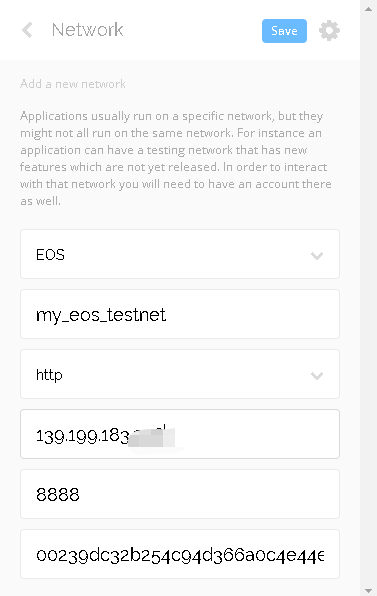 Network
Save
Add a new network
Applications usually run on a specific network, but they
might not all run on the same network. For instance an
application can have a testing network that has new
features which are not yet released. In order to interact
with that network you will need to have an account there
as well.
EOS
my_eos_testnet
http
139.199.183.
8888
00239dc32b254c94d366a0c4e44e